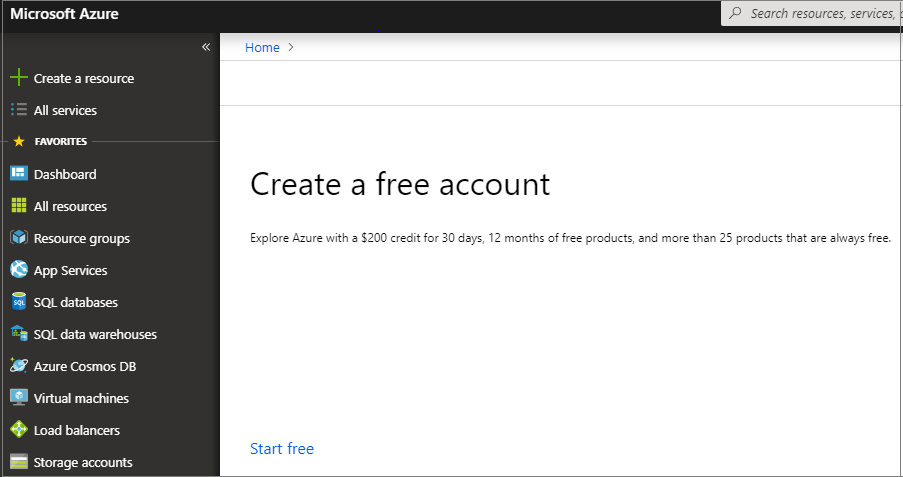 Microsoft Azure
Search resources, services,
«
Home >
Create a resource
All services
FAVORITES
Dashboard
All resources
Resource groups
App Services
SQL databases
SQL
SQL data warehouses
Azure Cosmos DB
Virtual machines
Load balancers
Storage accounts
Create a free account
Explore Azure with a $200 credit for 30 days, 12 months of free products, and more than 25 products that are always free.
Start free